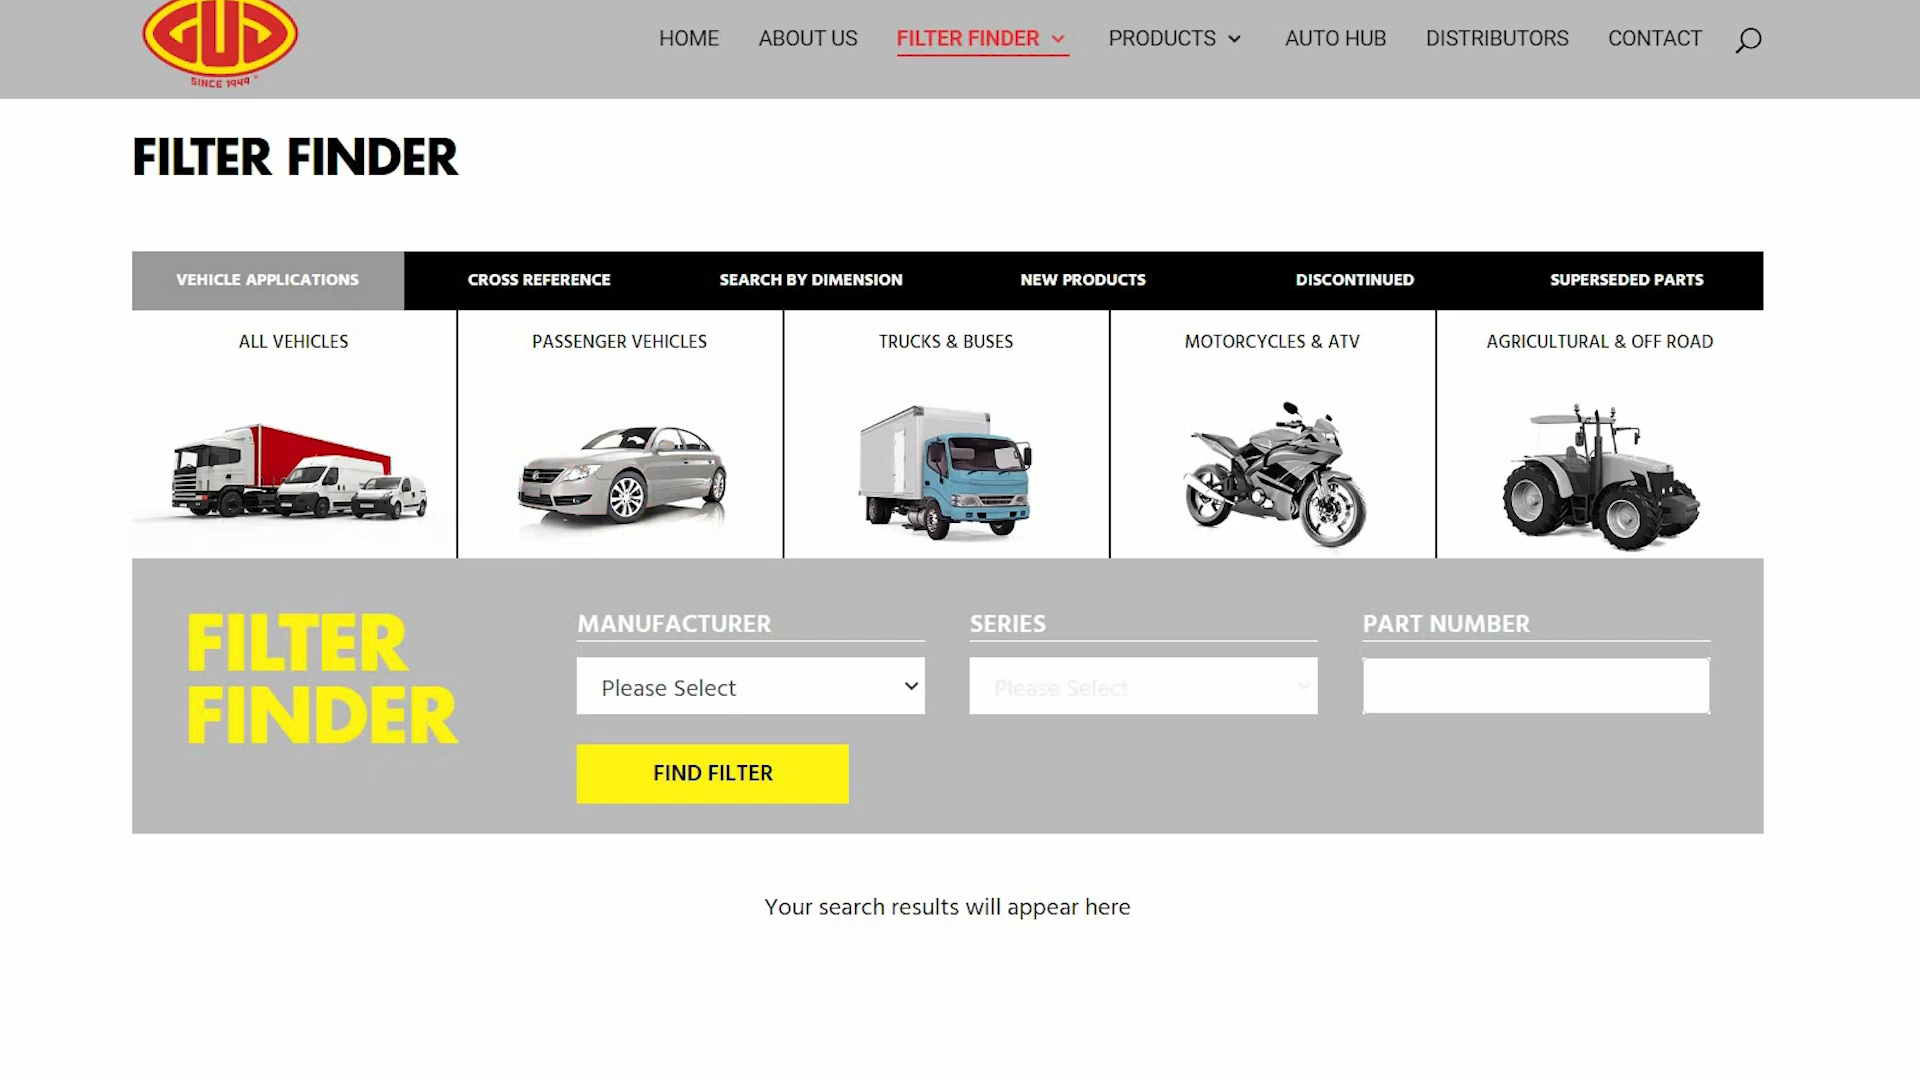 GUD
SINCE 1949
HOME ABOUT US FILTER FINDER PRODUCTS AUTO HUB DISTRIBUTORS CONTACT
FILTER FINDER
VEHICLE APPLICATIONS CROSS REFERENCE SEARCH BY DIMENSION NEW PRODUCTS DISCONTINUED SUPERSEDED PARTS
ALL VEHICLES PASSENGER VEHICLES TRUCKS & BUSES MOTORCYCLES & ATV AGRICULTURAL & OFF ROAD
FILTER
FINDER
MANUFACTURER SERIES PART NUMBER
Please Select Please Select
FIND FILTER
Your search results will appear here